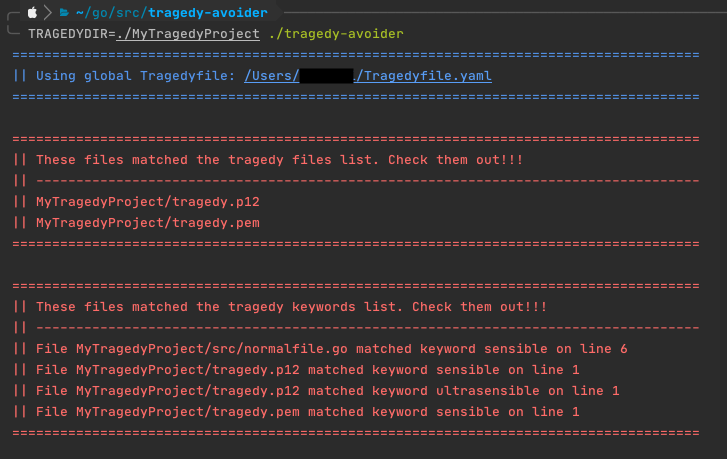 ~/go/src/tragedy-avoider
TRAGEDYDIR=./MyTragedyProject ./tragedy-avoider
=====================================================================================
|| Using global Tragedyfile: /Users/ /Tragedyfile.yaml
=====================================================================================
=====================================================================================
|| These files matched the tragedy files list. Check them out!!!
|| -----------------------------------------------------------------------------------
|| MyTragedyProject/tragedy.p12
|| MyTragedyProject/tragedy.pem
=====================================================================================
=====================================================================================
|| These files matched the tragedy keywords list. Check them out!!!
|| -----------------------------------------------------------------------------------
|| File MyTragedyProject/src/normalfile.go matched keyword sensible on line 6
|| File MyTragedyProject/tragedy.p12 matched keyword sensible on line 1
|| File MyTragedyProject/tragedy.p12 matched keyword ultrasensible on line 1
|| File MyTragedyProject/tragedy.pem matched keyword sensible on line 1
=====================================================================================